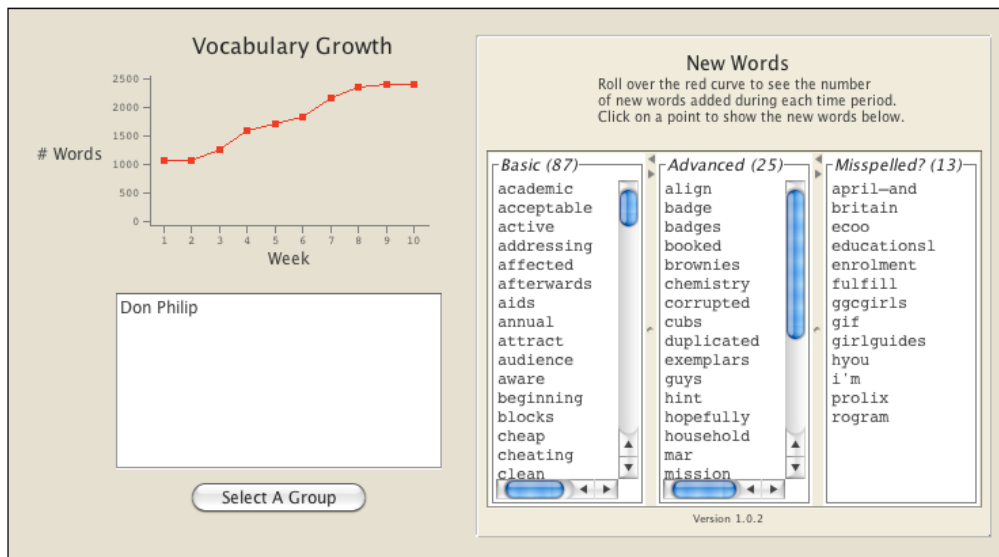 Vocabulary Growth
2500
2000
1500
1000
500
0
# Words
1 2 3 4 5 6 7 8 9 10
Week
Don Philip
Select A Group
New Words
Roll over the red curve to see the number
of new words added during each time period.
Click on a point to show the new words below.
Basic (87)
academic
acceptable
active
addressing
affected
afterwards
aids
annual
attract
audience
aware
beginning
blocks
cheap
cheating
clean
Advanced (25)
align
badge
badges
booked
brownies
chemistry
corrupted
cubs
duplicated
exemplars
guys
hint
hopefully
household
mar
mission
Misspelled? (13)
april—and
britain
ecoo
educationsl
enrolment
fulfill
ggcgirls
gif
girlguides
hyou
i'm
prolix
rogram
Version 1.0.2